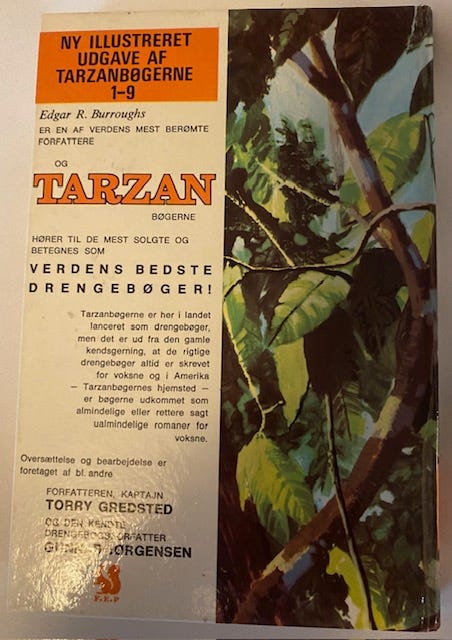 NY ILLUSTRERET
UDGAVE AF
TARZANBØGERNE
1-9
Edgar R. Burroughs
ER EN AF VERDENS MEST BERØMTE
FORFATTERE
OG
TARZAN
BØGERNE
HØRER TIL DE MEST SOLGTE OG
BETEGNES SOM
VERDENS BEDSTE
DRENGEBØGER!
Tarzanbøgerne er her i landet
lanceret som drengebøger,
men det er ud fra den gamle
kendsgerning, at de rigtige
drengebøger altid er skrevet
for voksne og i Amerika
— Tarzanbøgernes hjemsted —
er bøgerne udkommet som
almindelige eller rettere sagt
ualmindelige romaner for
voksne.
Oversættelse og bearbejdelse er
foretaget af bl. andre
FORFATTEREN, KAPTAJN
TORRY GREDSTED
OG DEN KENDTE
DRENGEBOGSFORFATTER
JØRGENSEN
F.E.P